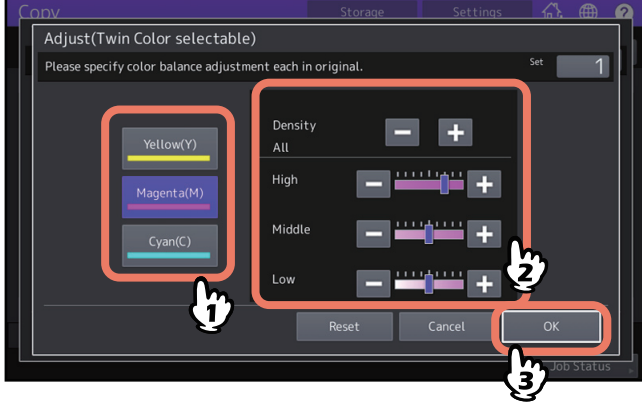 Copy
Storage
Settings
Adjust(Twin Color selectable)
Please specify color balance adjustment each in original.
Set
1
Yellow(Y)
Magenta(M)
Cyan(C)
1
Density
All
High
Middle
Low
2
Reset
Cancel
OK
3
Job Status